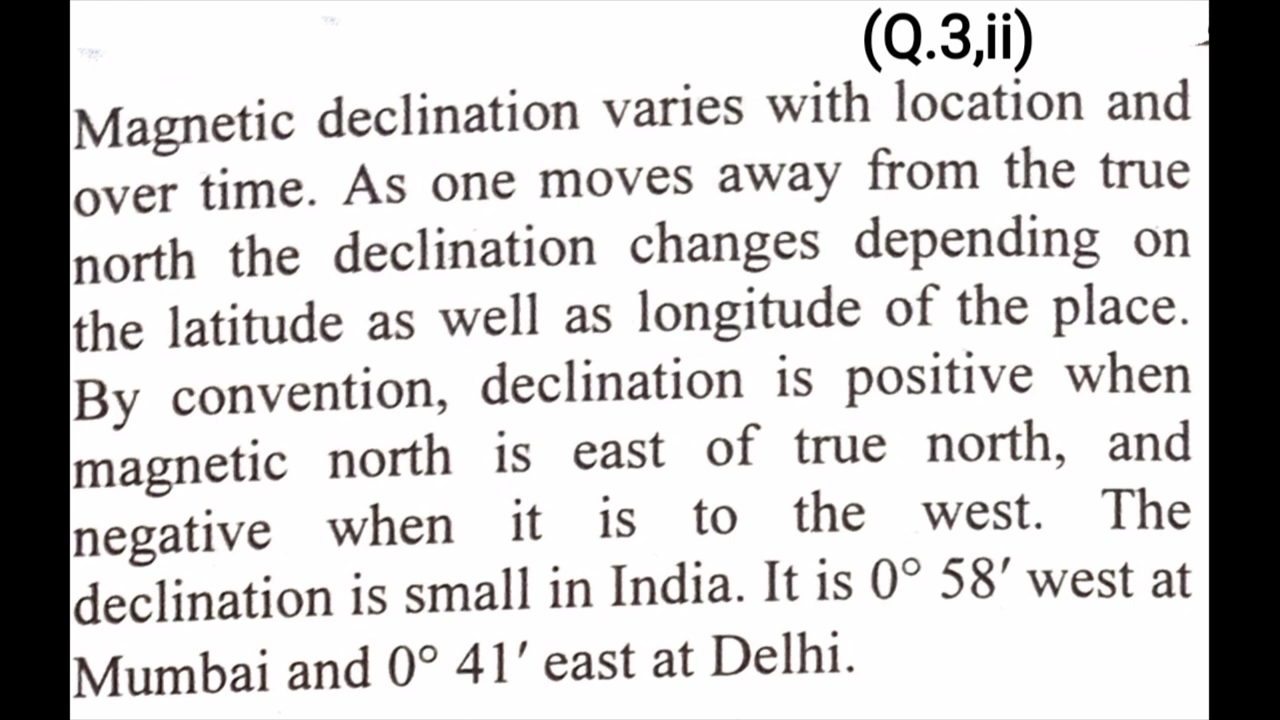 (Q.3,ii)
Magnetic declination varies with location and
over time. As one moves away from the true
north the declination changes depending on
the latitude as well as longitude of the place.
By convention, declination is positive when
magnetic north is east of true north, and
negative when it is to the west. The
declination is small in India. It is 0° 58′ west at
Mumbai and 0° 41′ east at Delhi.